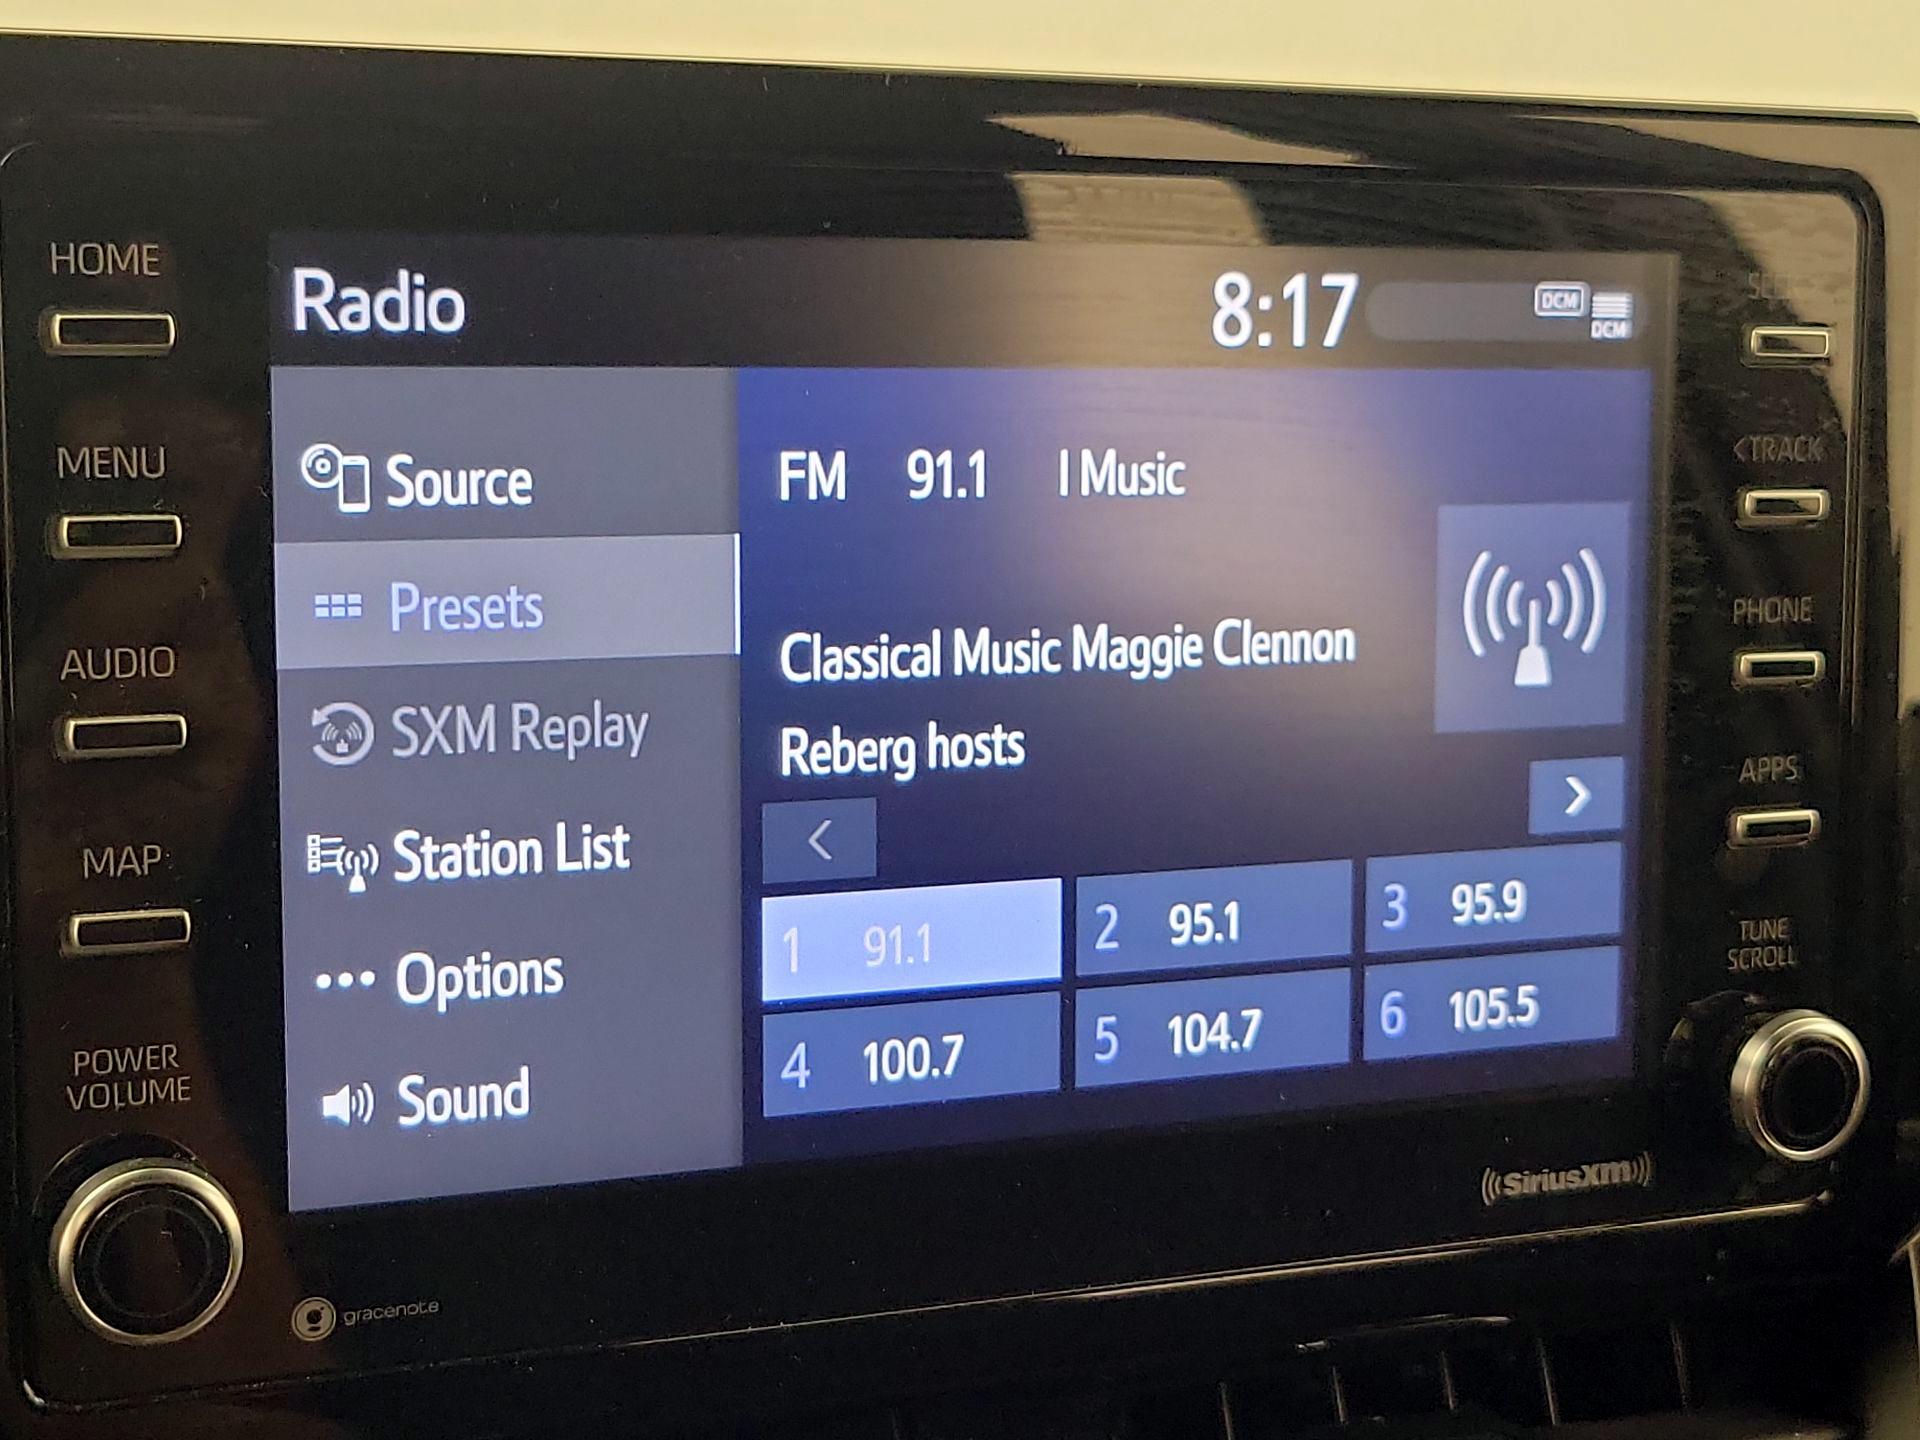 HOME
MENU
AUDIO
MAP
POWER
VOLUME
Radio
8:17
DCM
DCM
Source
Presets
SXM Replay
Station List
Options
Sound
FM 91.1 I Music
Classical Music Maggie Clennon
Reberg hosts
<
>
1 91.1
2 95.1
3 95.9
4 100.7
5 104.7
6 105.5
<TRACK
PHONE
APPS
TUNE
SCROLL
SiriusXM
gracenote